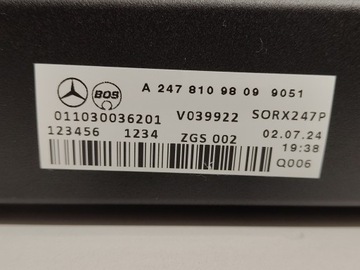 BOS
A 247 810 98 09 9051
011030036201 V039922 SORX247P
123456 1234 ZGS 002 02.07.24
19:38
Q006